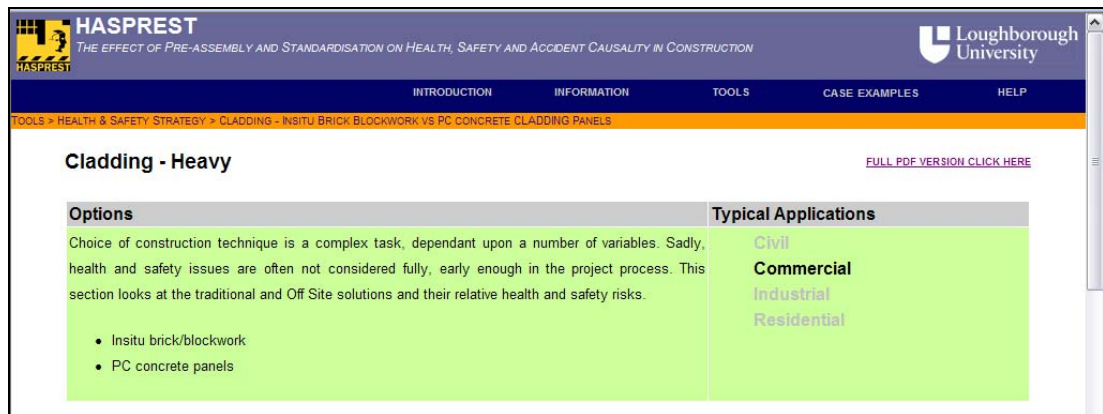 HASPREST
THE EFFECT OF PRE-ASSEMBLY AND STANDARDISATION ON HEALTH, SAFETY AND ACCIDENT CAUSALITY IN CONSTRUCTION
HASPREST
Loughborough
University
INTRODUCTION INFORMATION TOOLS CASE EXAMPLES HELP
TOOLS > HEALTH & SAFETY STRATEGY > CLADDING - INSITU BRICK BLOCKWORK VS PC CONCRETE CLADDING PANELS
Cladding - Heavy
FULL PDF VERSION CLICK HERE
Options
Choice of construction technique is a complex task, dependant upon a number of variables. Sadly,
health and safety issues are often not considered fully, early enough in the project process. This
section looks at the traditional and Off Site solutions and their relative health and safety risks.
• Insitu brick/blockwork
• PC concrete panels
Typical Applications
Civil
Commercial
Industrial
Residential